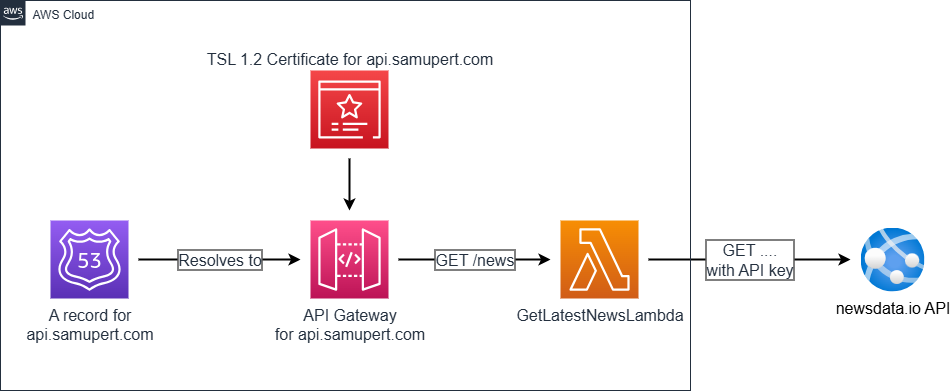 aws
AWS Cloud
TSL 1.2 Certificate for api.samupert.com
53
Resolves to
GET /news
GET ....
with API key
A record for
api.samupert.com
API Gateway
for api.samupert.com
GetLatestNewsLambda
newsdata.io API